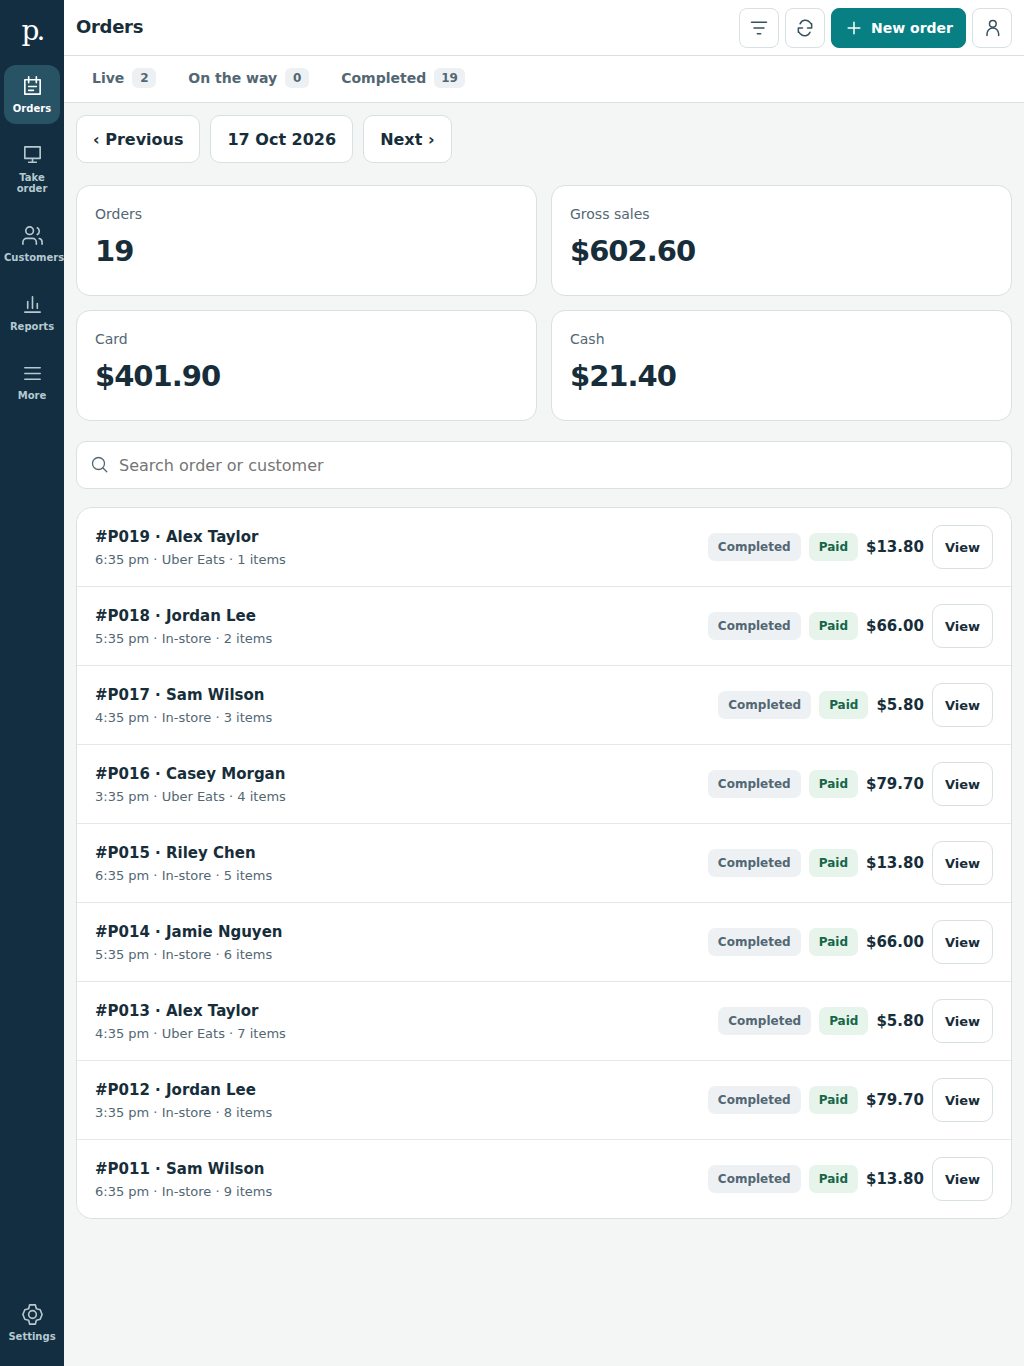 p.
Orders
New order
Orders
Take order
Customers
Reports
More
Settings
Live 2
On the way 0
Completed 19
‹ Previous
17 Oct 2026
Next ›
Orders
19
Gross sales
$602.60
Card
$401.90
Cash
$21.40
Search order or customer
#P019 · Alex Taylor
6:35 pm · Uber Eats · 1 items
Completed Paid $13.80 View
#P018 · Jordan Lee
5:35 pm · In-store · 2 items
Completed Paid $66.00 View
#P017 · Sam Wilson
4:35 pm · In-store · 3 items
Completed Paid $5.80 View
#P016 · Casey Morgan
3:35 pm · Uber Eats · 4 items
Completed Paid $79.70 View
#P015 · Riley Chen
6:35 pm · In-store · 5 items
Completed Paid $13.80 View
#P014 · Jamie Nguyen
5:35 pm · In-store · 6 items
Completed Paid $66.00 View
#P013 · Alex Taylor
4:35 pm · Uber Eats · 7 items
Completed Paid $5.80 View
#P012 · Jordan Lee
3:35 pm · In-store · 8 items
Completed Paid $79.70 View
#P011 · Sam Wilson
6:35 pm · In-store · 9 items
Completed Paid $13.80 View